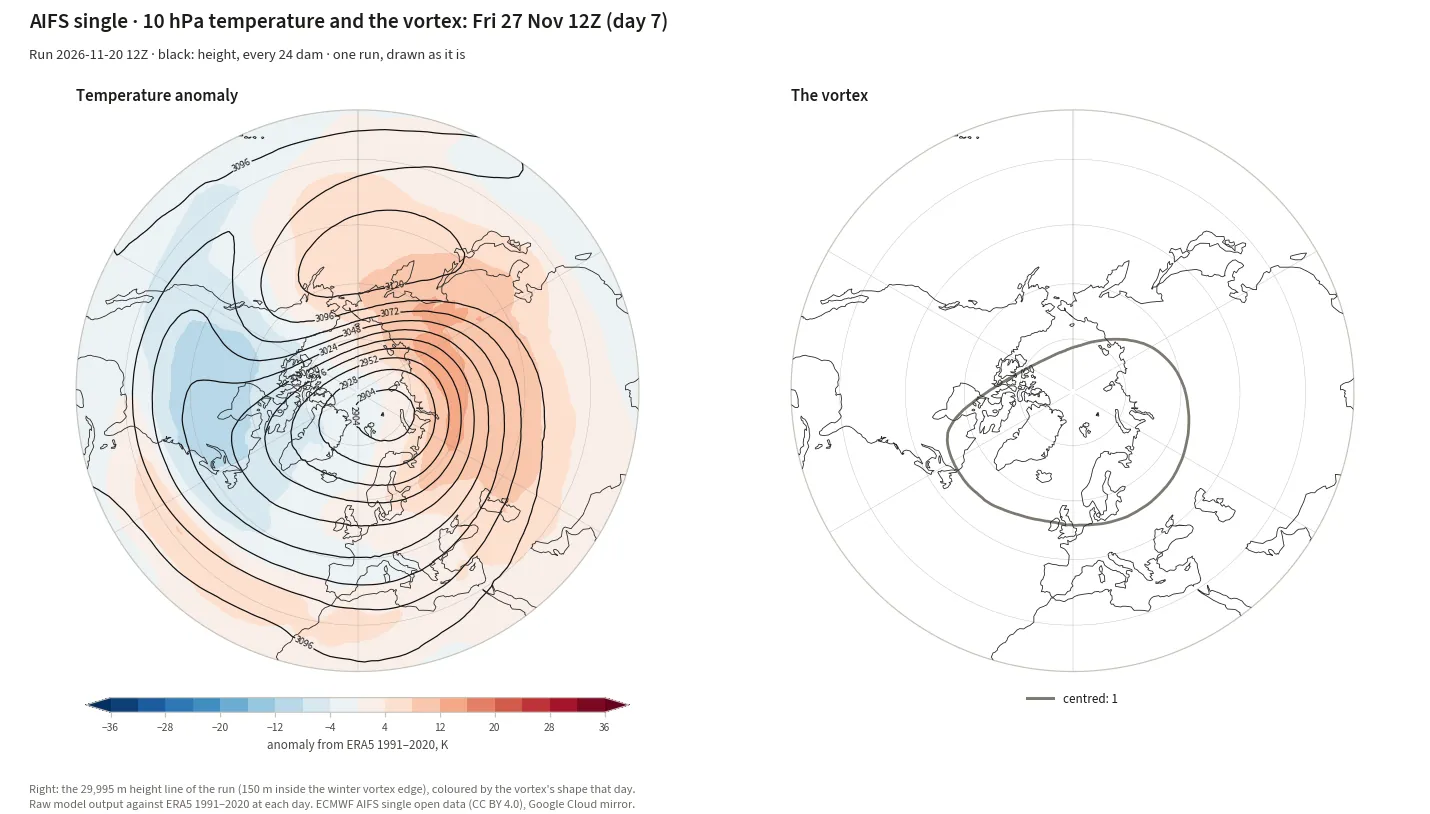 AIFS single · 10 hPa temperature and the vortex: Fri 27 Nov 12Z (day 7)
Run 2026-11-20 12Z · black: height, every 24 dam · one run, drawn as it is
Temperature anomaly
The vortex
3096
3120
3096
3072
3048
3024
2952
2928
2904
2904
3096
centred: 1
−36 −28 −20 −12 −4 4 12 20 28 36
anomaly from ERA5 1991–2020, K
Right: the 29,995 m height line of the run (150 m inside the winter vortex edge), coloured by the vortex's shape that day.
Raw model output against ERA5 1991–2020 at each day. ECMWF AIFS single open data (CC BY 4.0), Google Cloud mirror.